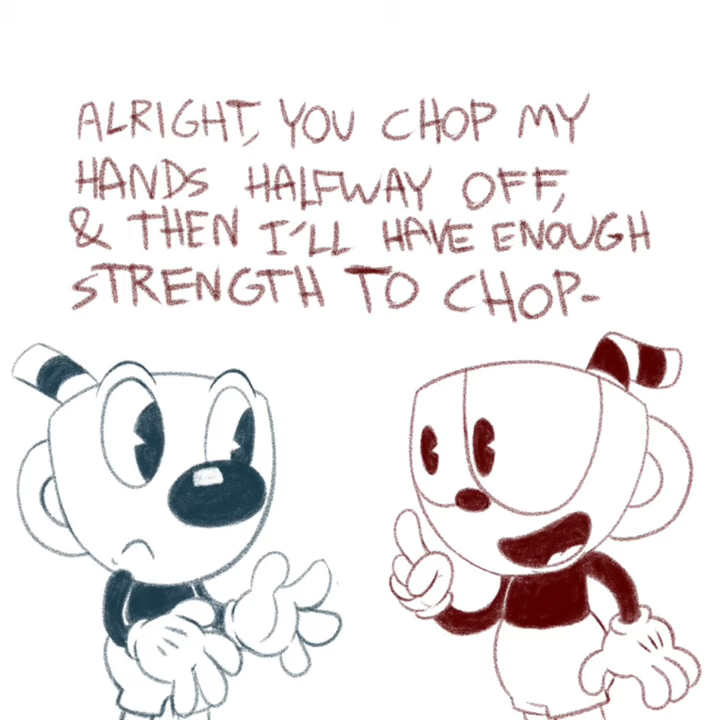 ALRIGHT, YOU CHOP MY
HANDS HALFWAY OFF,
& THEN I'LL HAVE ENOUGH
STRENGTH TO CHOP-